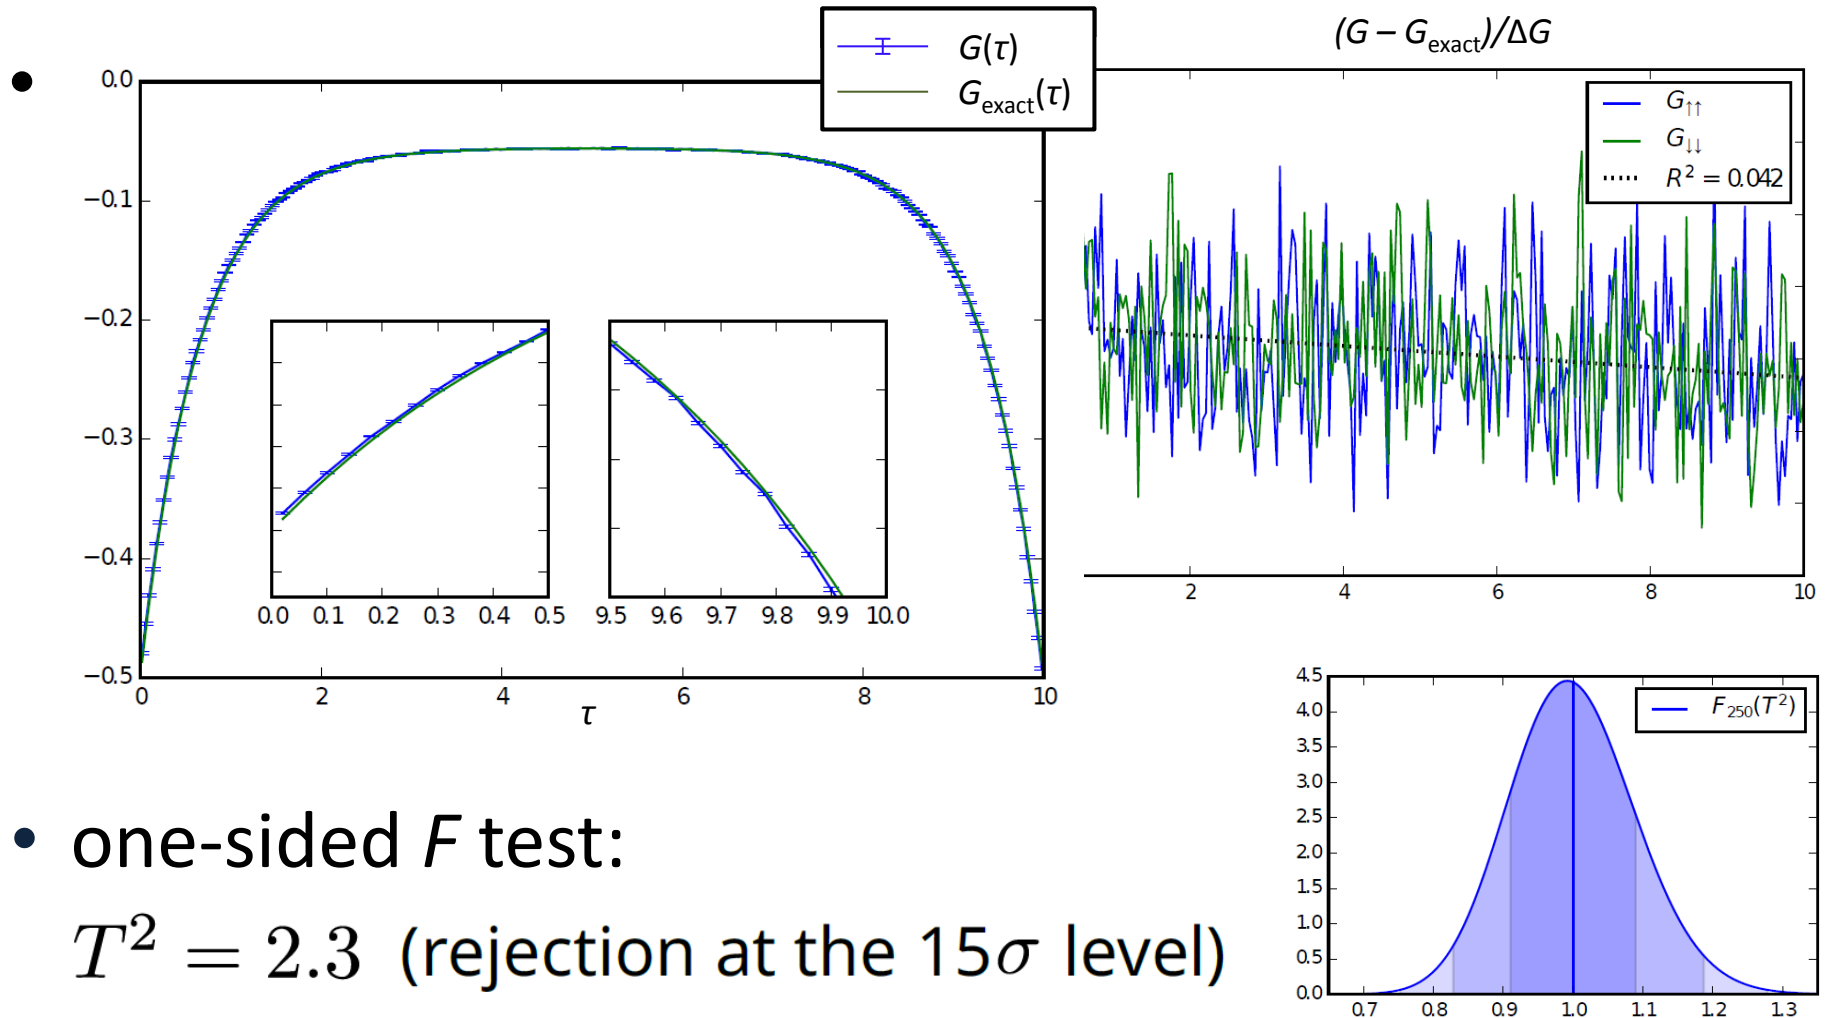 G(τ)
G_exact(τ)
0.0
−0.1
−0.2
−0.3
−0.4
−0.5
0 2 4 6 8 10
τ
0.0 0.1 0.2 0.3 0.4 0.5
9.5 9.6 9.7 9.8 9.9 10.0
(G – G_exact)/ΔG
G↑↑
G↓↓
R² = 0.042
2 4 6 8 10
• one-sided F test:
T² = 2.3 (rejection at the 15σ level)
F₂₅₀(T²)
4.5
4.0
3.5
3.0
2.5
2.0
1.5
1.0
0.5
0.0
0.7 0.8 0.9 1.0 1.1 1.2 1.3